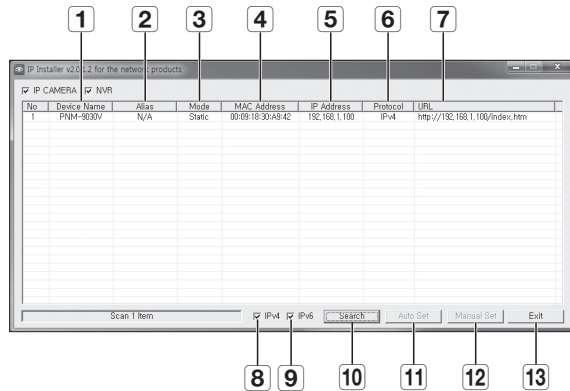 1 2 3 4 5 6 7
IP Installer v2.0.1.2 for the network products
IP CAMERA NVR
No Device Name Alias Mode MAC Address IP Address Protocol URL
1 PNM-9030V N/A Static 00:09:18:30:A9:42 192,168,1,100 IPv4 http://192,168,1,100/index,htm
Scan 1 Item IPv4 IPv6 Search Auto Set Manual Set Exit
8 9 10 11 12 13